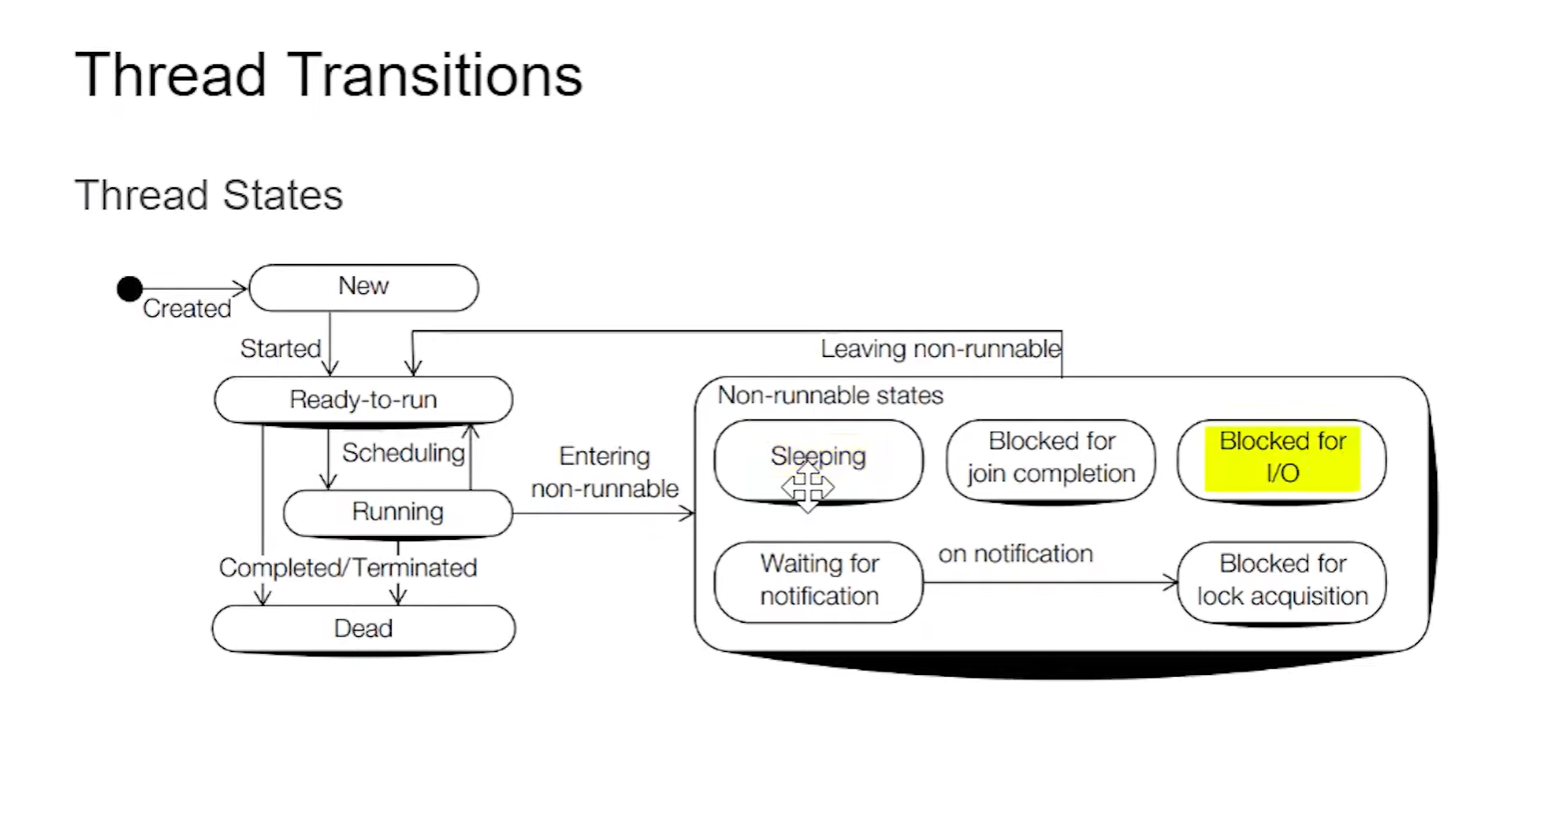 Thread Transitions
Thread States
New
Created
Started
Leaving non-runnable
Ready-to-run
Non-runnable states
Scheduling
Entering
non-runnable
Sleeping
Blocked for
join completion
Blocked for
I/O
Running
Completed/Terminated
Waiting for
notification
on notification
Blocked for
lock acquisition
Dead